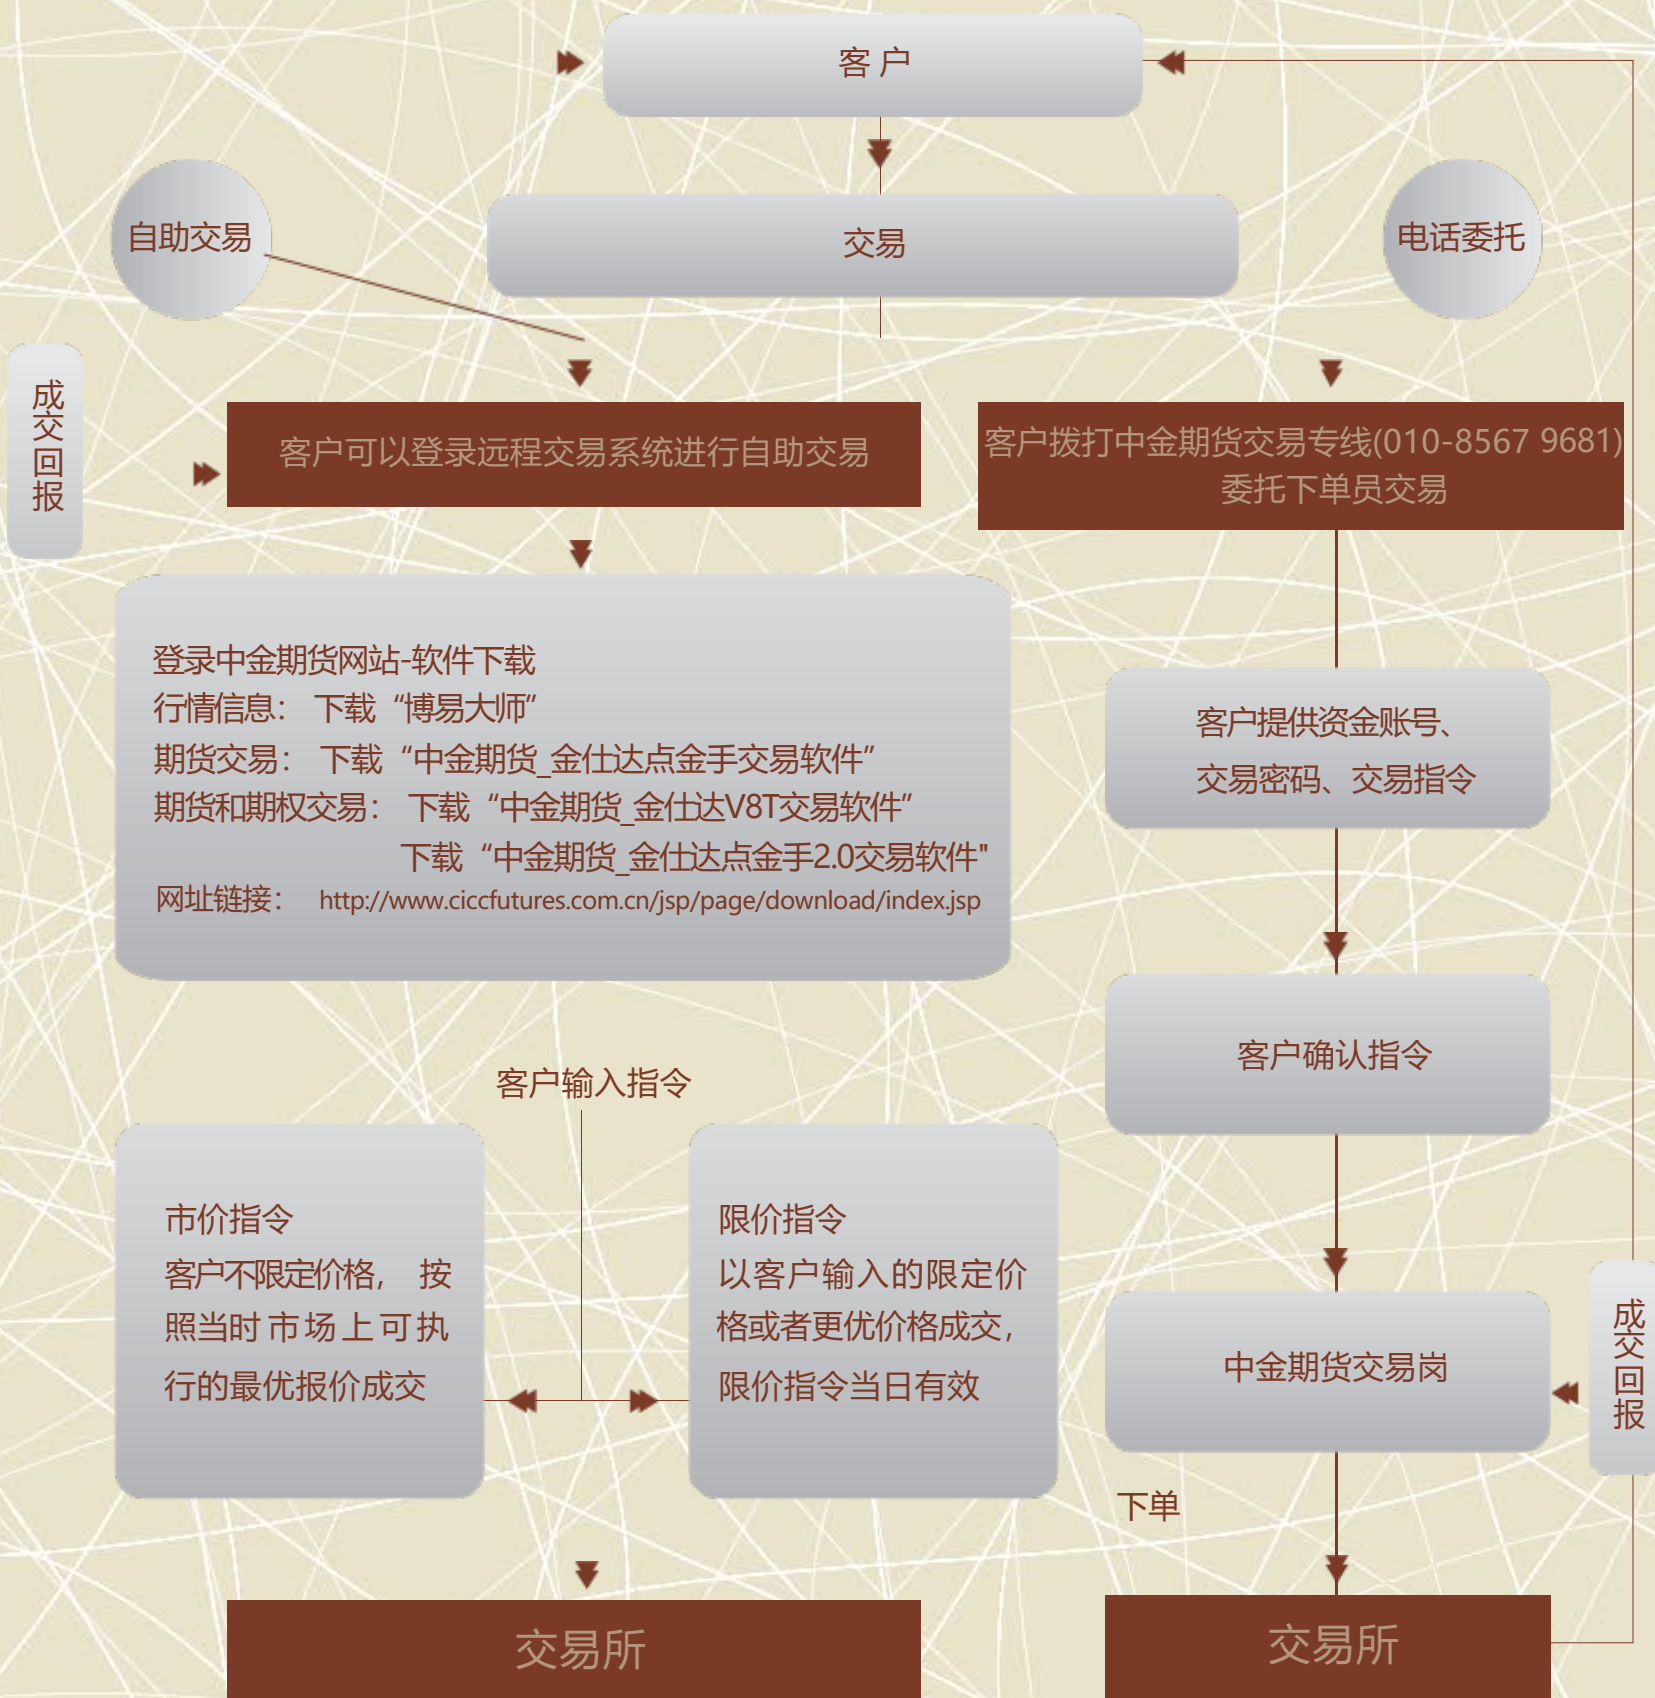 客户
交易
自助交易
电话委托
成交回报
客户可以登录远程交易系统进行自助交易
客户拨打中金期货交易专线(010-8567 9681)
委托下单员交易
登录中金期货网站-软件下载
行情信息： 下载“博易大师”
期货交易： 下载“中金期货_金仕达点金手交易软件”
期货和期权交易： 下载“中金期货_金仕达V8T交易软件”
下载“中金期货_金仕达点金手2.0交易软件"
网址链接： http://www.ciccfutures.com.cn/jsp/page/download/index.jsp
客户提供资金账号、
交易密码、交易指令
客户确认指令
客户输入指令
市价指令
客户不限定价格， 按
照当时市场上可执
行的最优报价成交
限价指令
以客户输入的限定价
格或者更优价格成交，
限价指令当日有效
中金期货交易岗
成交回报
下单
交易所
交易所